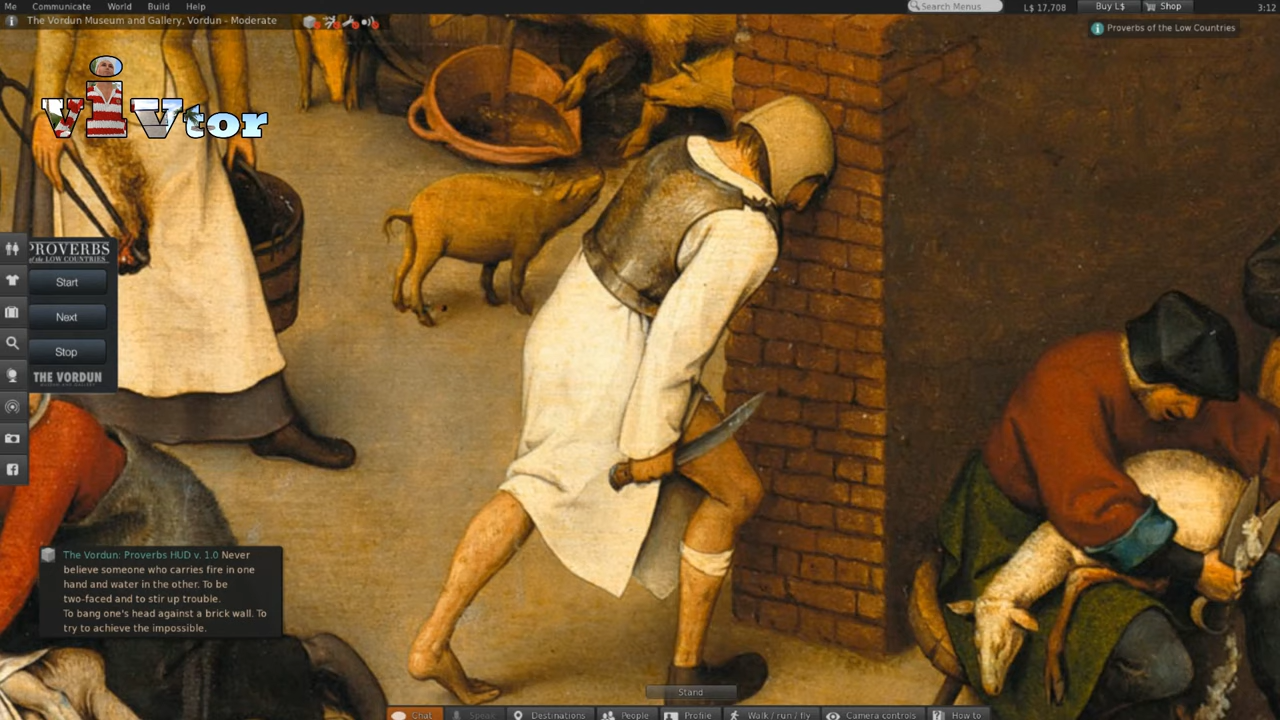 Me Communicate World Build Help
Search Menus
L$ 17,708
Buy L$
Shop
3:12
The Vordun Museum and Gallery, Vordun - Moderate
Proverbs of the Low Countries
viVtor
PROVERBS
of the LOW COUNTRIES
Start
Next
Stop
THE VORDUN
MUSEUM AND GALLERY
The Vordun: Proverbs HUD v. 1.0 Never
believe someone who carries fire in one
hand and water in the other. To be
two-faced and to stir up trouble.
To bang one's head against a brick wall. To
try to achieve the impossible.
Stand
Chat Speak Destinations People Profile Walk / run / fly Camera controls How to